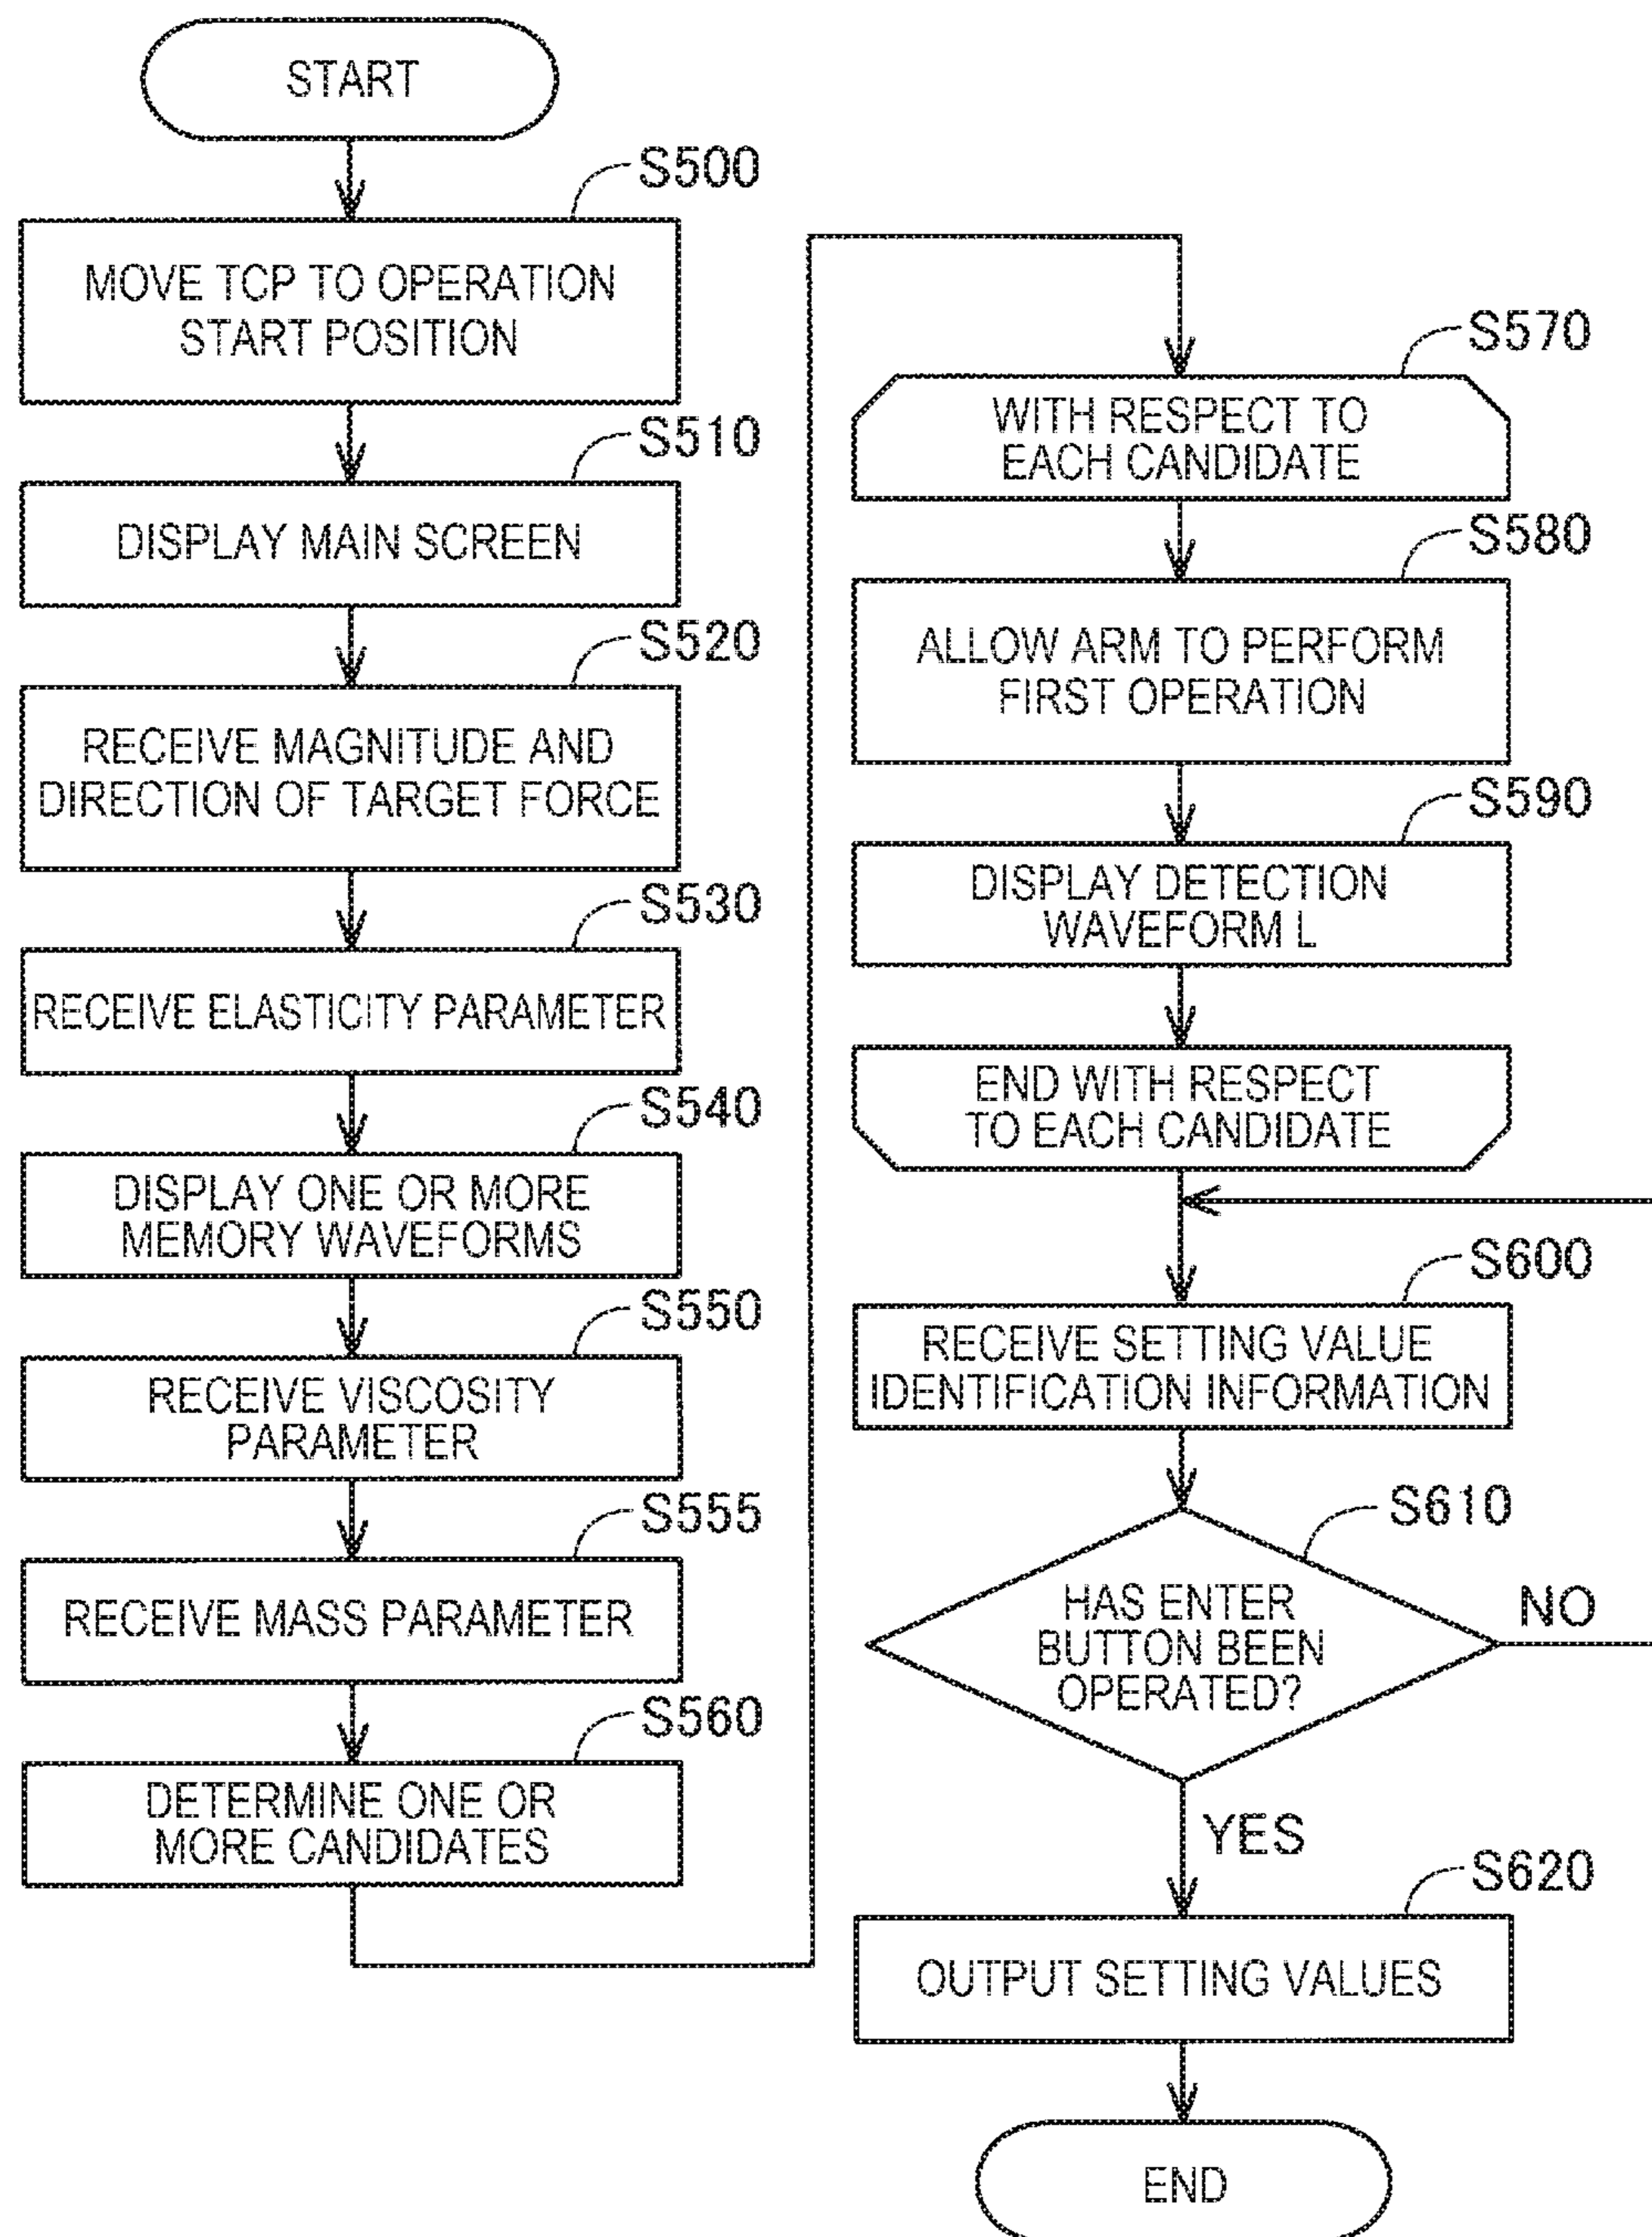 START
S500
MOVE TCP TO OPERATION
START POSITION
S510
DISPLAY MAIN SCREEN
S520
RECEIVE MAGNITUDE AND
DIRECTION OF TARGET FORCE
S530
RECEIVE ELASTICITY PARAMETER
S540
DISPLAY ONE OR MORE
MEMORY WAVEFORMS
S550
RECEIVE VISCOSITY
PARAMETER
S555
RECEIVE MASS PARAMETER
S560
DETERMINE ONE OR
MORE CANDIDATES
S570
WITH RESPECT TO
EACH CANDIDATE
S580
ALLOW ARM TO PERFORM
FIRST OPERATION
S590
DISPLAY DETECTION
WAVEFORM L
END WITH RESPECT
TO EACH CANDIDATE
S600
RECEIVE SETTING VALUE
IDENTIFICATION INFORMATION
S610
HAS ENTER
BUTTON BEEN
OPERATED?
NO
YES
S620
OUTPUT SETTING VALUES
END